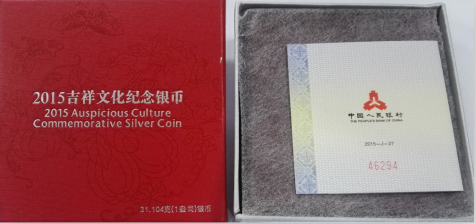 2015吉祥文化纪念银币
2015 Auspicious Culture
Commemorative Silver Coin
31.104克(1盎司)银币
中国人民银行
THE PEOPLE'S BANK OF CHINA
2015—J—07
46294